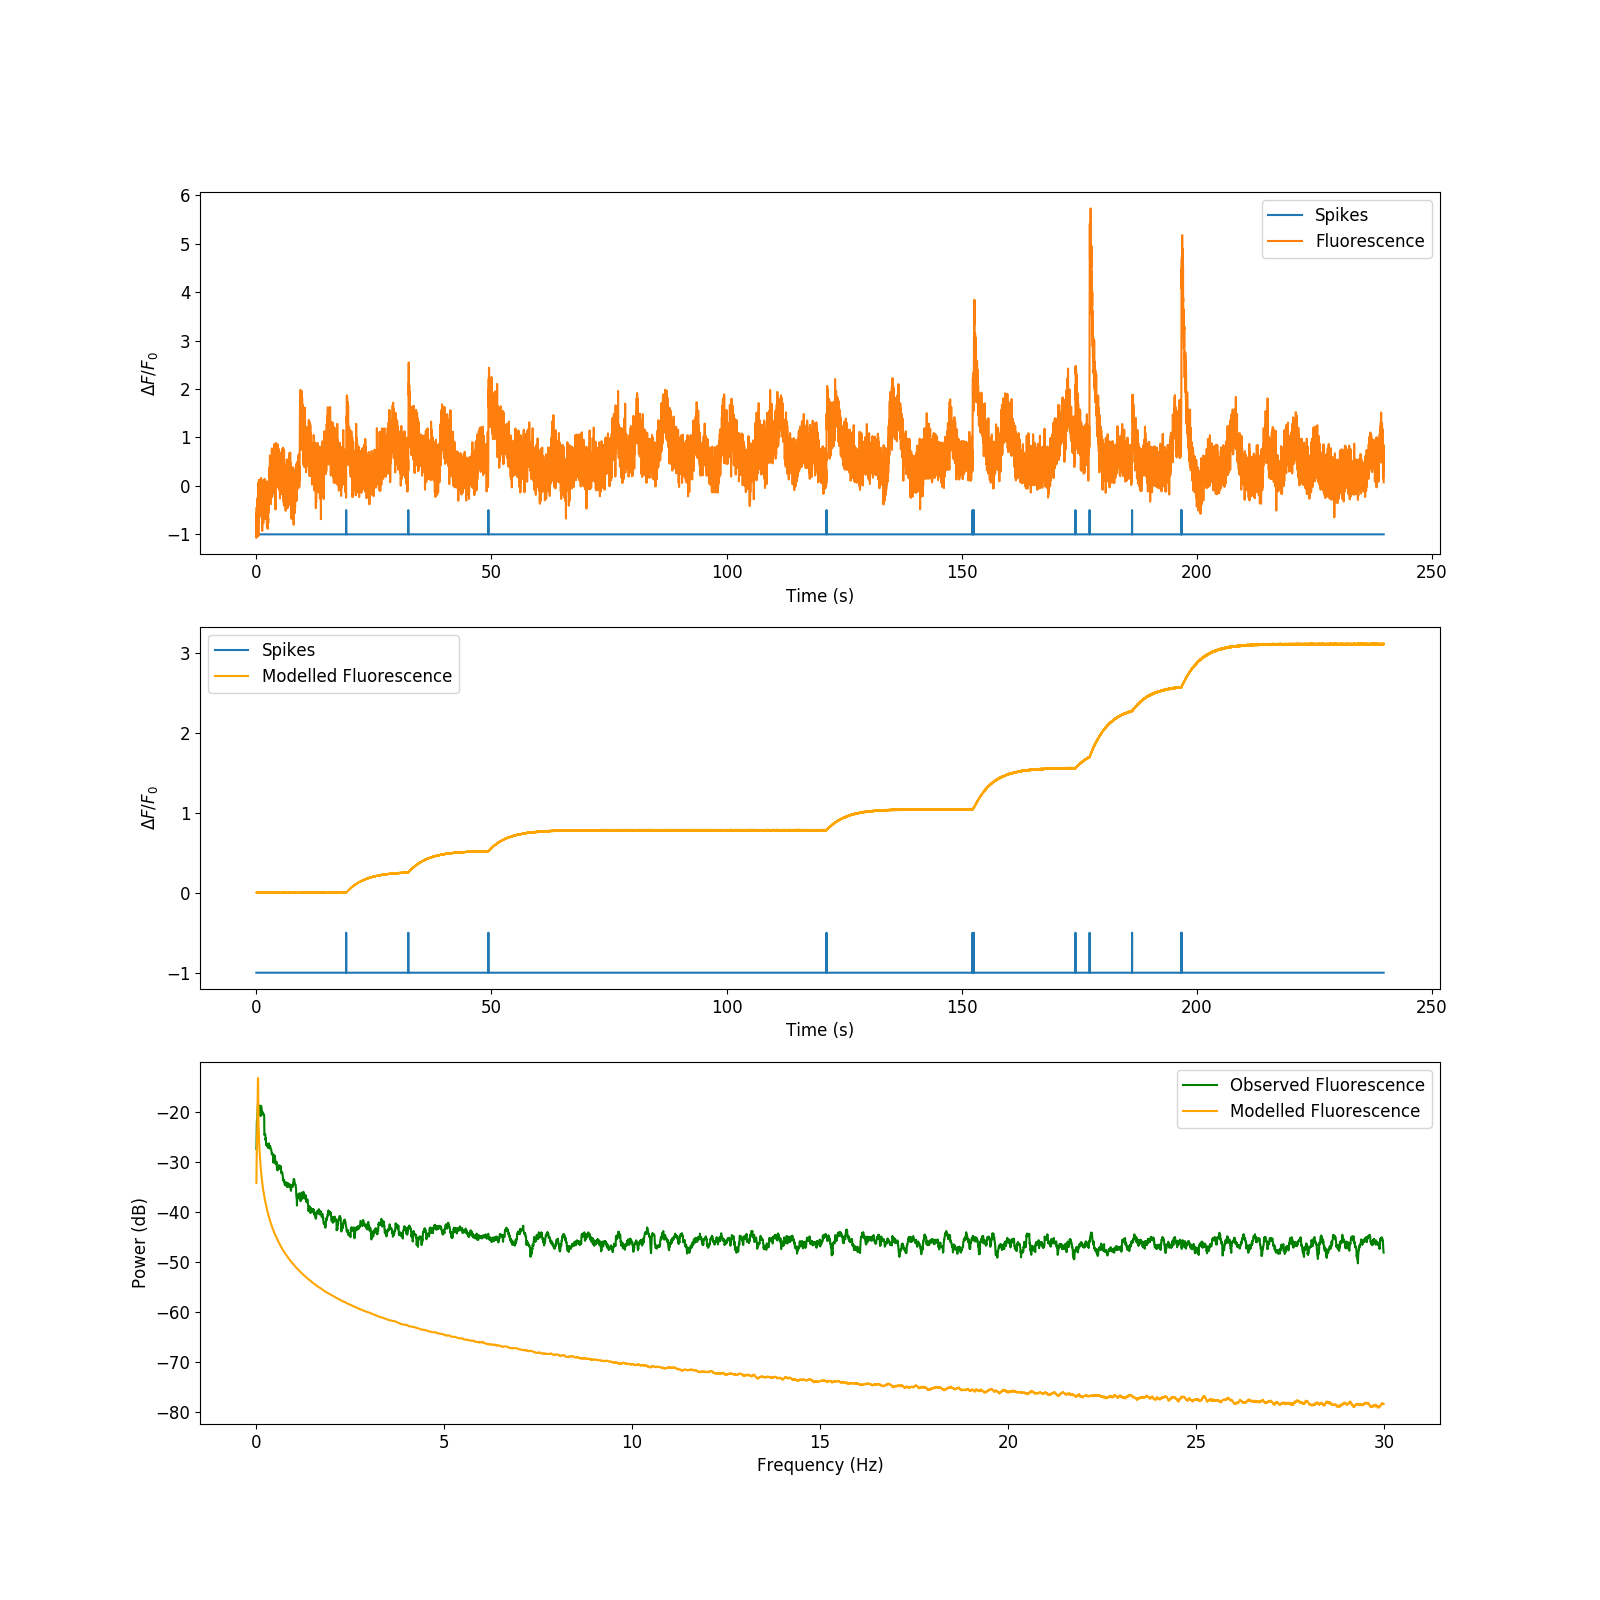 6
5
4
3
2
1
0
−1
ΔF/F0
Spikes
Fluorescence
0 50 100 150 200 250
Time (s)
3
2
1
0
−1
ΔF/F0
Spikes
Modelled Fluorescence
0 50 100 150 200 250
Time (s)
−20
−30
−40
−50
−60
−70
−80
Power (dB)
Observed Fluorescence
Modelled Fluorescence
0 5 10 15 20 25 30
Frequency (Hz)